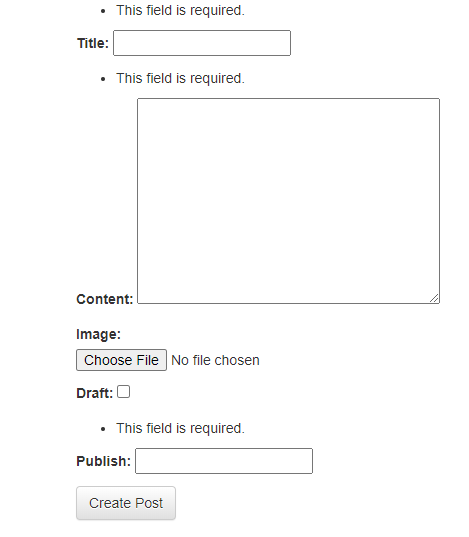 This field is required.
Title:
This field is required.
Content:
Image:
Choose File No file chosen
Draft:
This field is required.
Publish:
Create Post